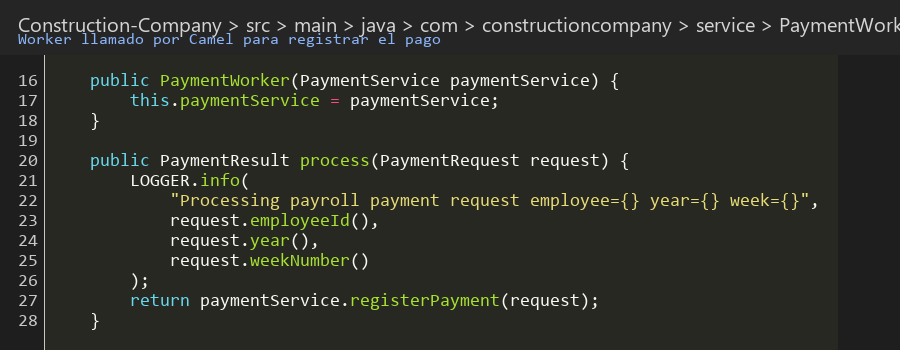 Construction-Company > src > main > java > com > constructioncompany > service > PaymentWork
Worker llamado por Camel para registrar el pago
16 public PaymentWorker(PaymentService paymentService) {
17 this.paymentService = paymentService;
18 }
19
20 public PaymentResult process(PaymentRequest request) {
21 LOGGER.info(
22 "Processing payroll payment request employee={} year={} week={}",
23 request.employeeId(),
24 request.year(),
25 request.weekNumber()
26 );
27 return paymentService.registerPayment(request);
28 }